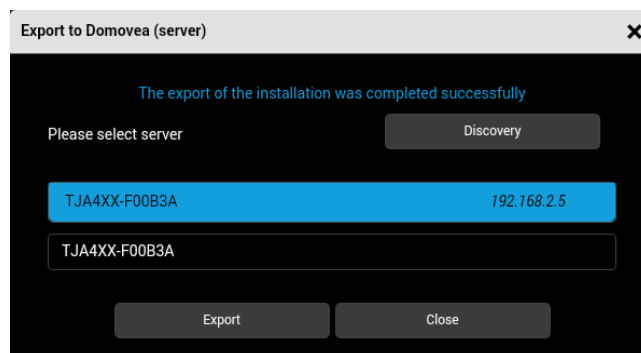 Export to Domovea (server)
The export of the installation was completed successfully
Please select server
Discovery
TJA4XX-F00B3A 192.168.2.5
TJA4XX-F00B3A
Export Close